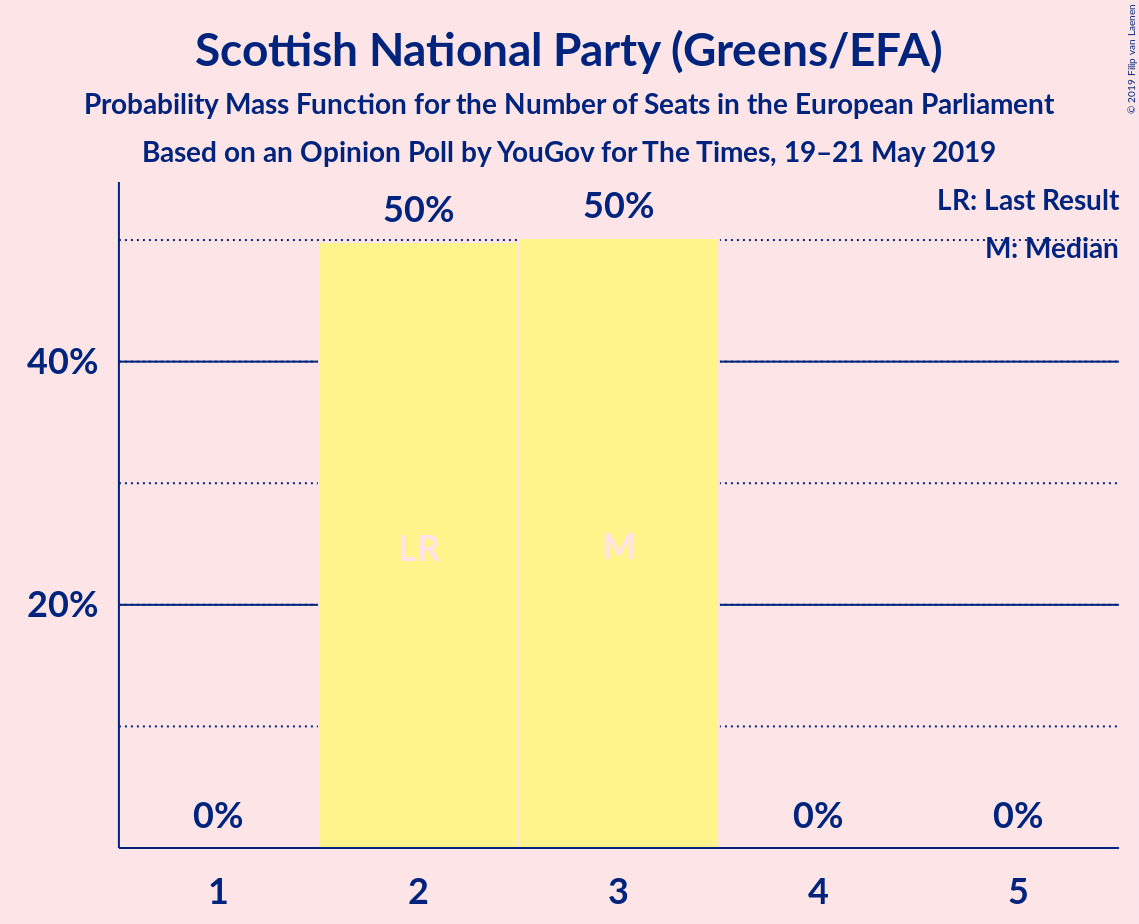 Scottish National Party (Greens/EFA)
Probability Mass Function for the Number of Seats in the European Parliament
Based on an Opinion Poll by YouGov for The Times, 19–21 May 2019
© 2019 Filip van Laenen
LR: Last Result
M: Median
50%
50%
40%
20%
LR
M
0%
0%
0%
1
2
3
4
5